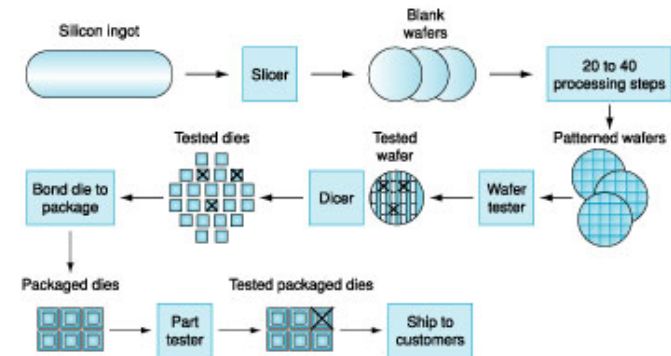 Silicon ingot
Slicer
Blank
wafers
20 to 40
processing steps
Tested dies
Tested
wafer
Patterned wafers
Bond die to
package
Dicer
Wafer
tester
Packaged dies
Tested packaged dies
Part
tester
Ship to
customers